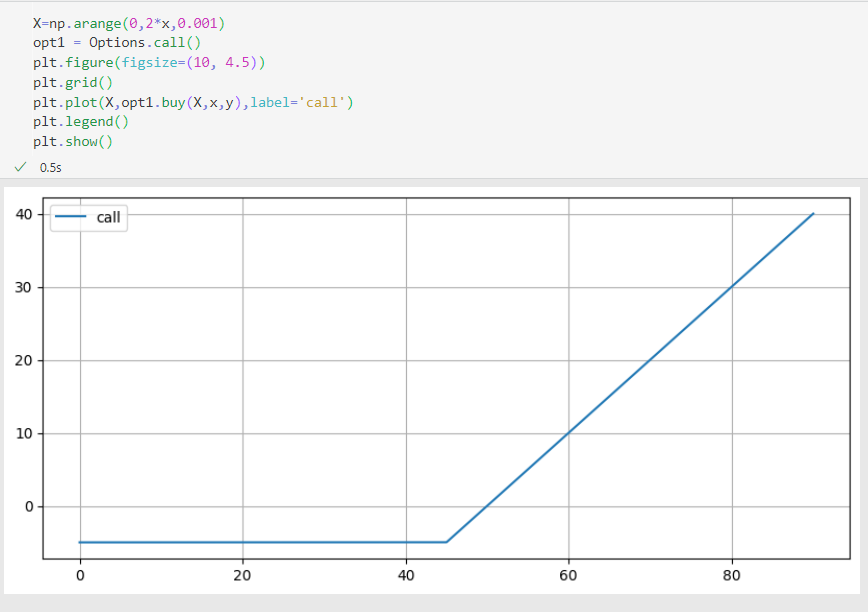 X=np.arange(0,2*x,0.001)
opt1 = Options.call()
plt.figure(figsize=(10, 4.5))
plt.grid()
plt.plot(X,opt1.buy(X,x,y),label='call')
plt.legend()
plt.show()
0.5s
40
call
30
20
10
0
0 20 40 60 80